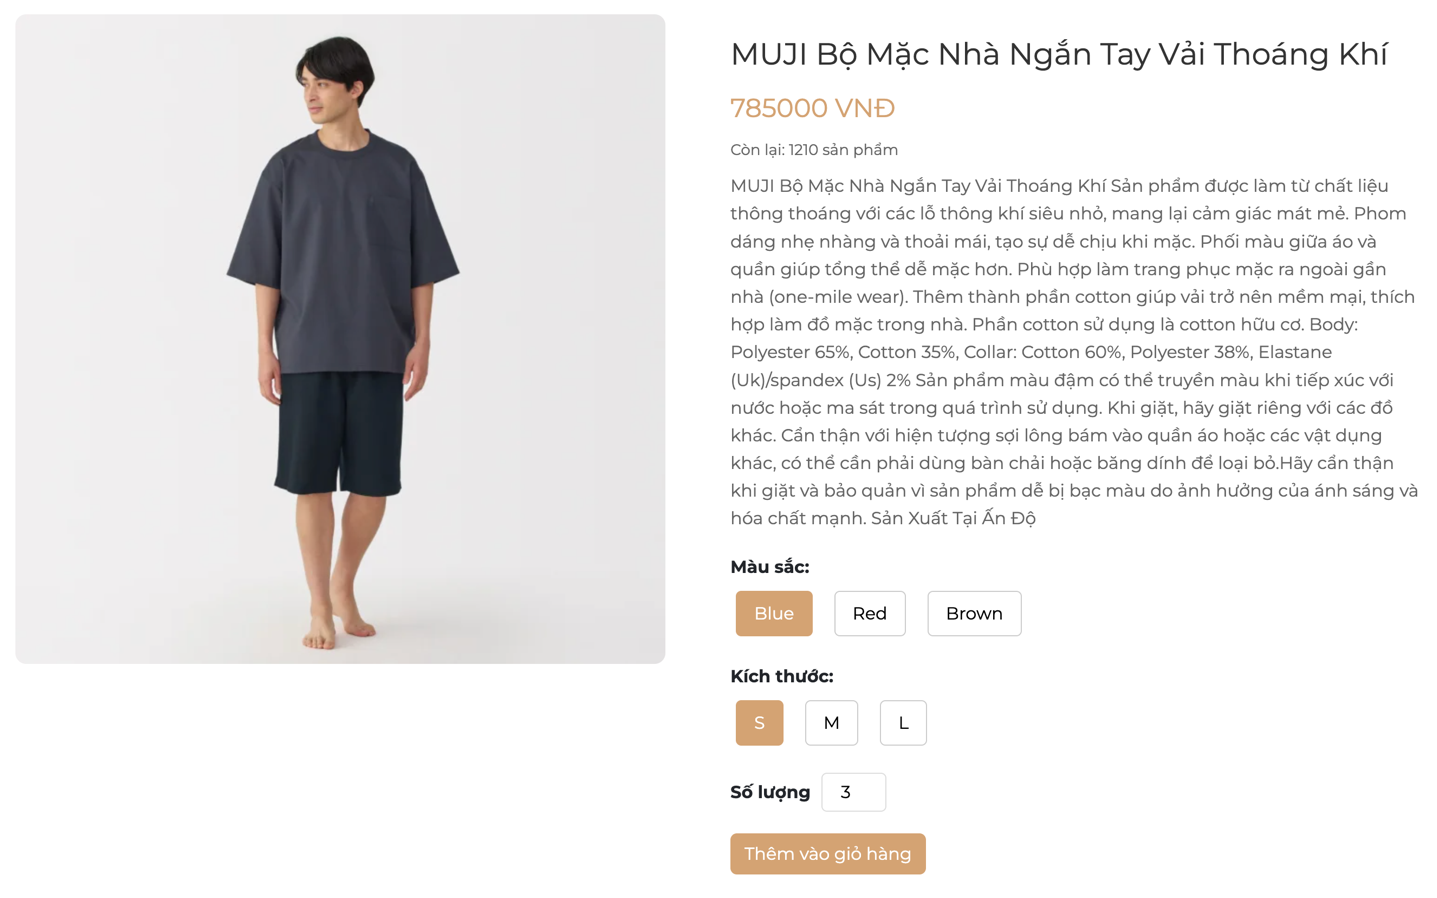 MUJI Bộ Mặc Nhà Ngắn Tay Vải Thoáng Khí
785000 VNĐ
Còn lại: 1210 sản phẩm
MUJI Bộ Mặc Nhà Ngắn Tay Vải Thoáng Khí Sản phẩm được làm từ chất liệu
thông thoáng với các lỗ thông khí siêu nhỏ, mang lại cảm giác mát mẻ. Phom
dáng nhẹ nhàng và thoải mái, tạo sự dễ chịu khi mặc. Phối màu giữa áo và
quần giúp tổng thể dễ mặc hơn. Phù hợp làm trang phục mặc ra ngoài gần
nhà (one-mile wear). Thêm thành phần cotton giúp vải trở nên mềm mại, thích
hợp làm đồ mặc trong nhà. Phần cotton sử dụng là cotton hữu cơ. Body:
Polyester 65%, Cotton 35%, Collar: Cotton 60%, Polyester 38%, Elastane
(Uk)/spandex (Us) 2% Sản phẩm màu đậm có thể truyền màu khi tiếp xúc với
nước hoặc ma sát trong quá trình sử dụng. Khi giặt, hãy giặt riêng với các đồ
khác. Cẩn thận với hiện tượng sợi lông bám vào quần áo hoặc các vật dụng
khác, có thể cần phải dùng bàn chải hoặc băng dính để loại bỏ.Hãy cẩn thận
khi giặt và bảo quản vì sản phẩm dễ bị bạc màu do ảnh hưởng của ánh sáng và
hóa chất mạnh. Sản Xuất Tại Ấn Độ
Màu sắc:
Blue Red Brown
Kích thước:
S M L
Số lượng 3
Thêm vào giỏ hàng